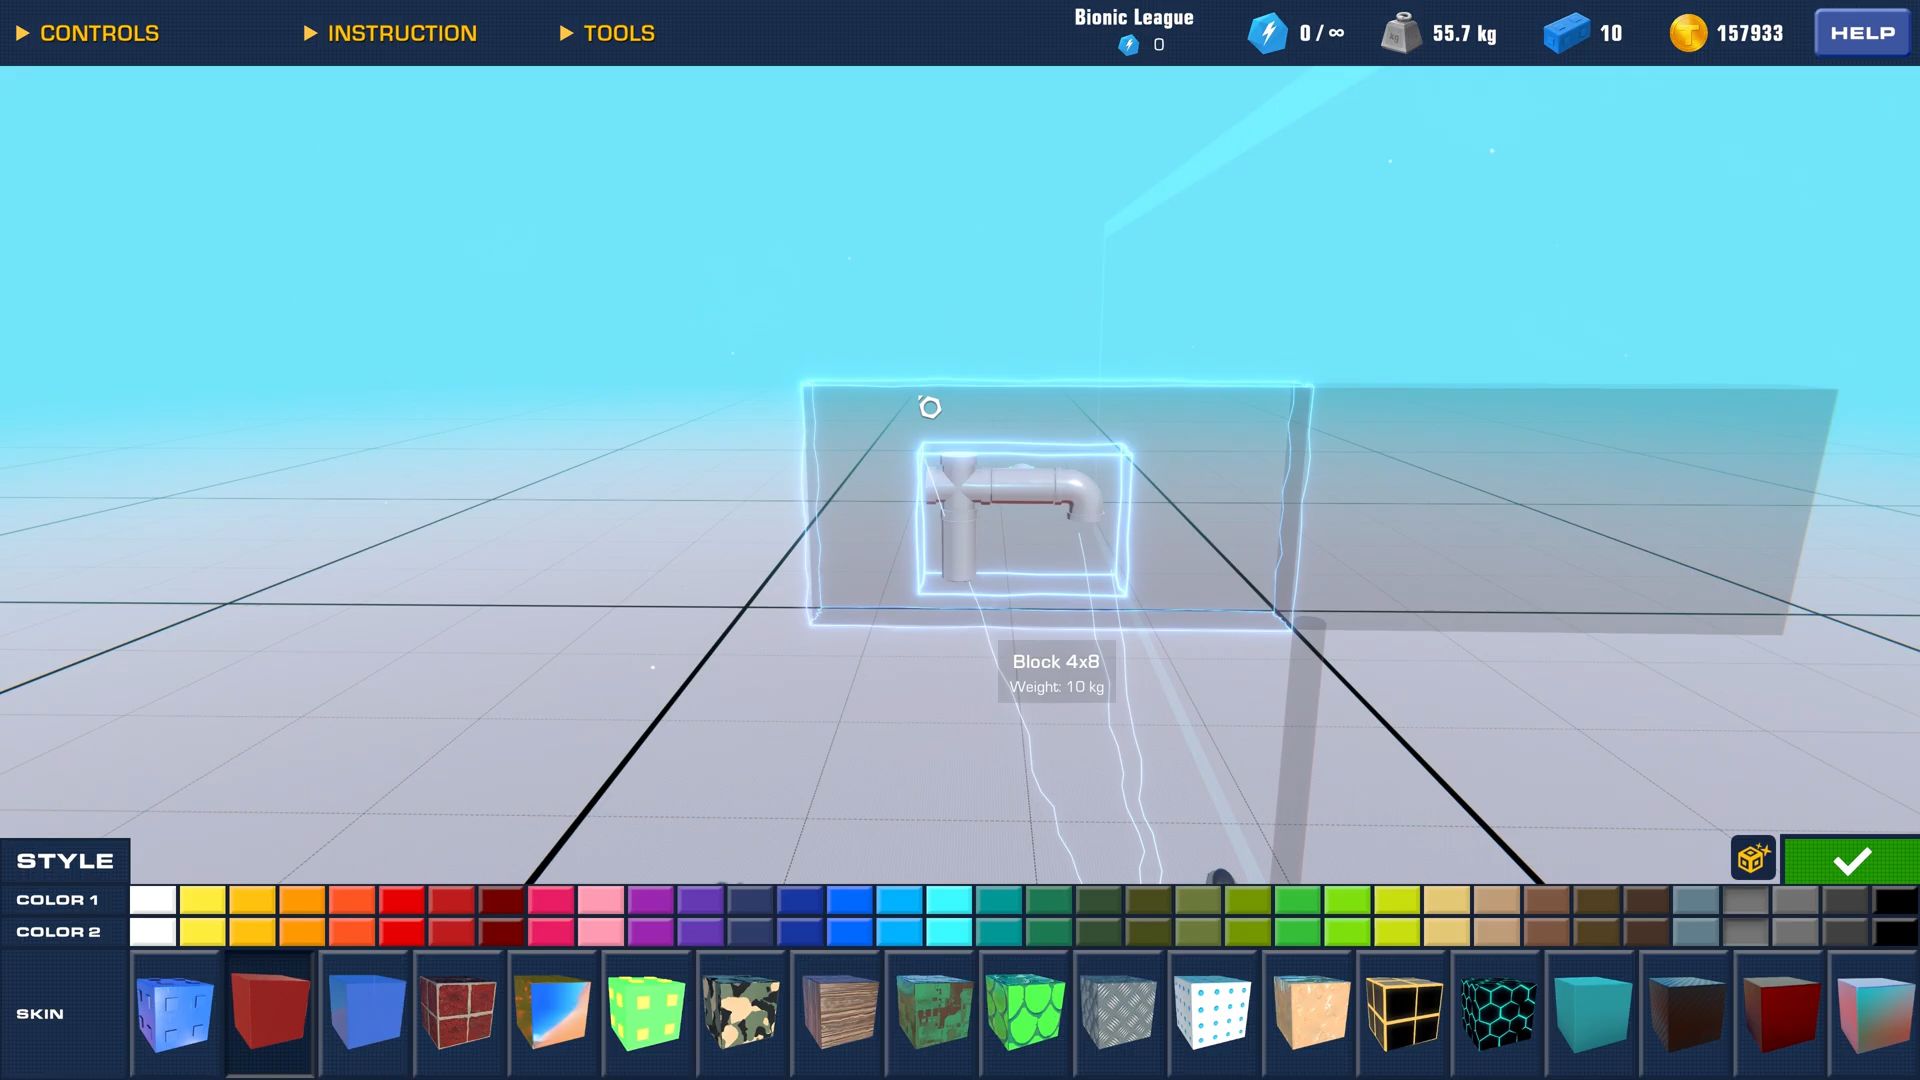 CONTROLS
INSTRUCTION
TOOLS
Bionic League
0
0 / ∞
kg
55.7 kg
10
T
157933
HELP
Block 4x8
Weight: 10 kg
STYLE
COLOR 1
COLOR 2
SKIN